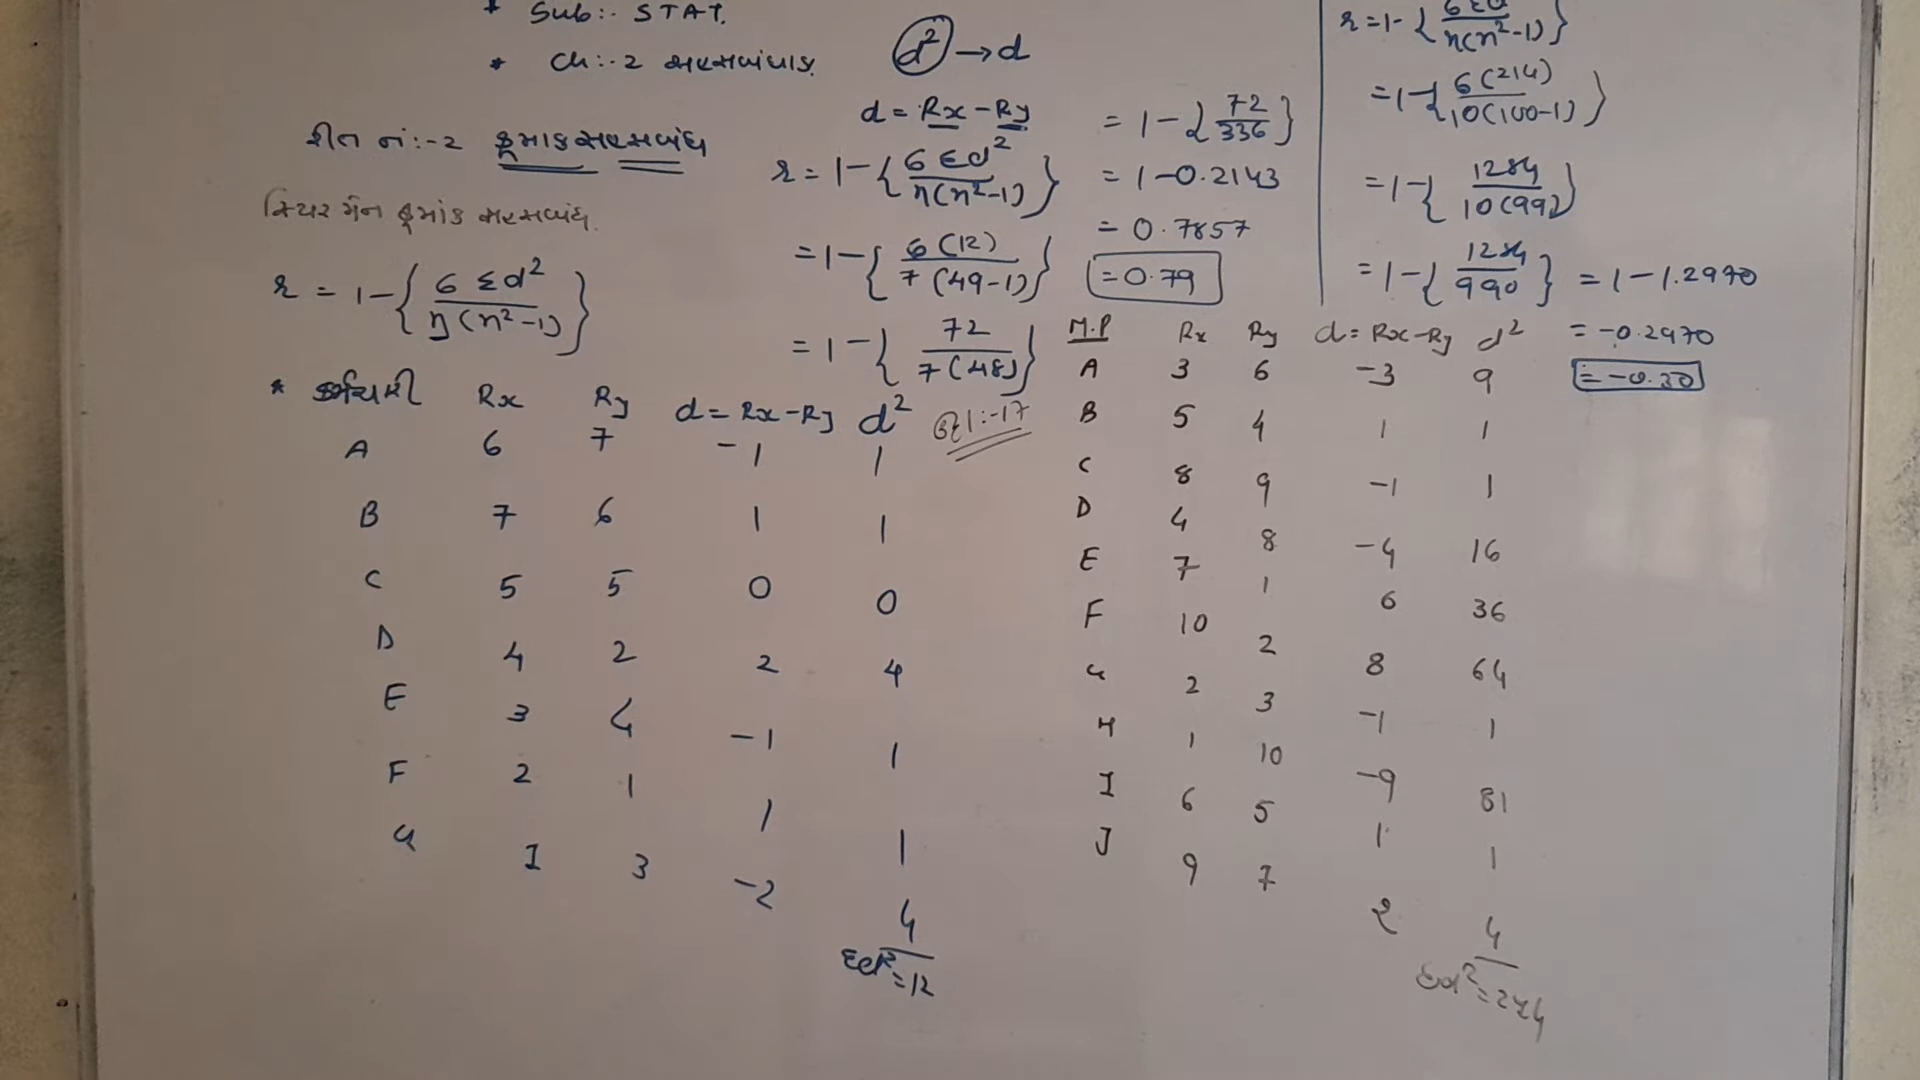 * Sub:- STAT.
* Ch:-2 સહસબંધાંક
રીત નં:-2 ક્રમાંક સહસબંધ
સ્પિયરમેન ક્રમાંક સહસબંધ.
r = 1-{6 Σd²/n(n²-1)}
d² → d
d = Rx - Ry
r = 1-{6 Σd²/n(n²-1)}
= 1-{6(12)/7(49-1)}
= 1-{72/7(48)}
= 1-{72/336}
= 1-0.2143
= 0.7857
= 0.79
r = 1-{6Σd/n(n²-1)}
= 1-{6(214)/10(100-1)}
= 1-{1284/10(99)}
= 1-{1284/990} = 1-1.2970
= -0.2970
= -0.30
* Rx Ry d= Rx-Ry d²
A 6 7 -1 1
B 7 6 1 1
C 5 5 0 0
D 4 2 2 4
E 3 4 -1 1
F 2 1 1 1
G 1 3 -2 4
Σd²=12
ઉદા:-17
M.P Rx Ry d= Rx-Ry d²
A 3 6 -3 9
B 5 4 1 1
C 8 9 -1 1
D 4 8 -4 16
E 7 1 6 36
F 10 2 8 64
G 2 3 -1 1
H 1 10 -9 81
I 6 5 1 1
J 9 7 2 4
Σd²=214